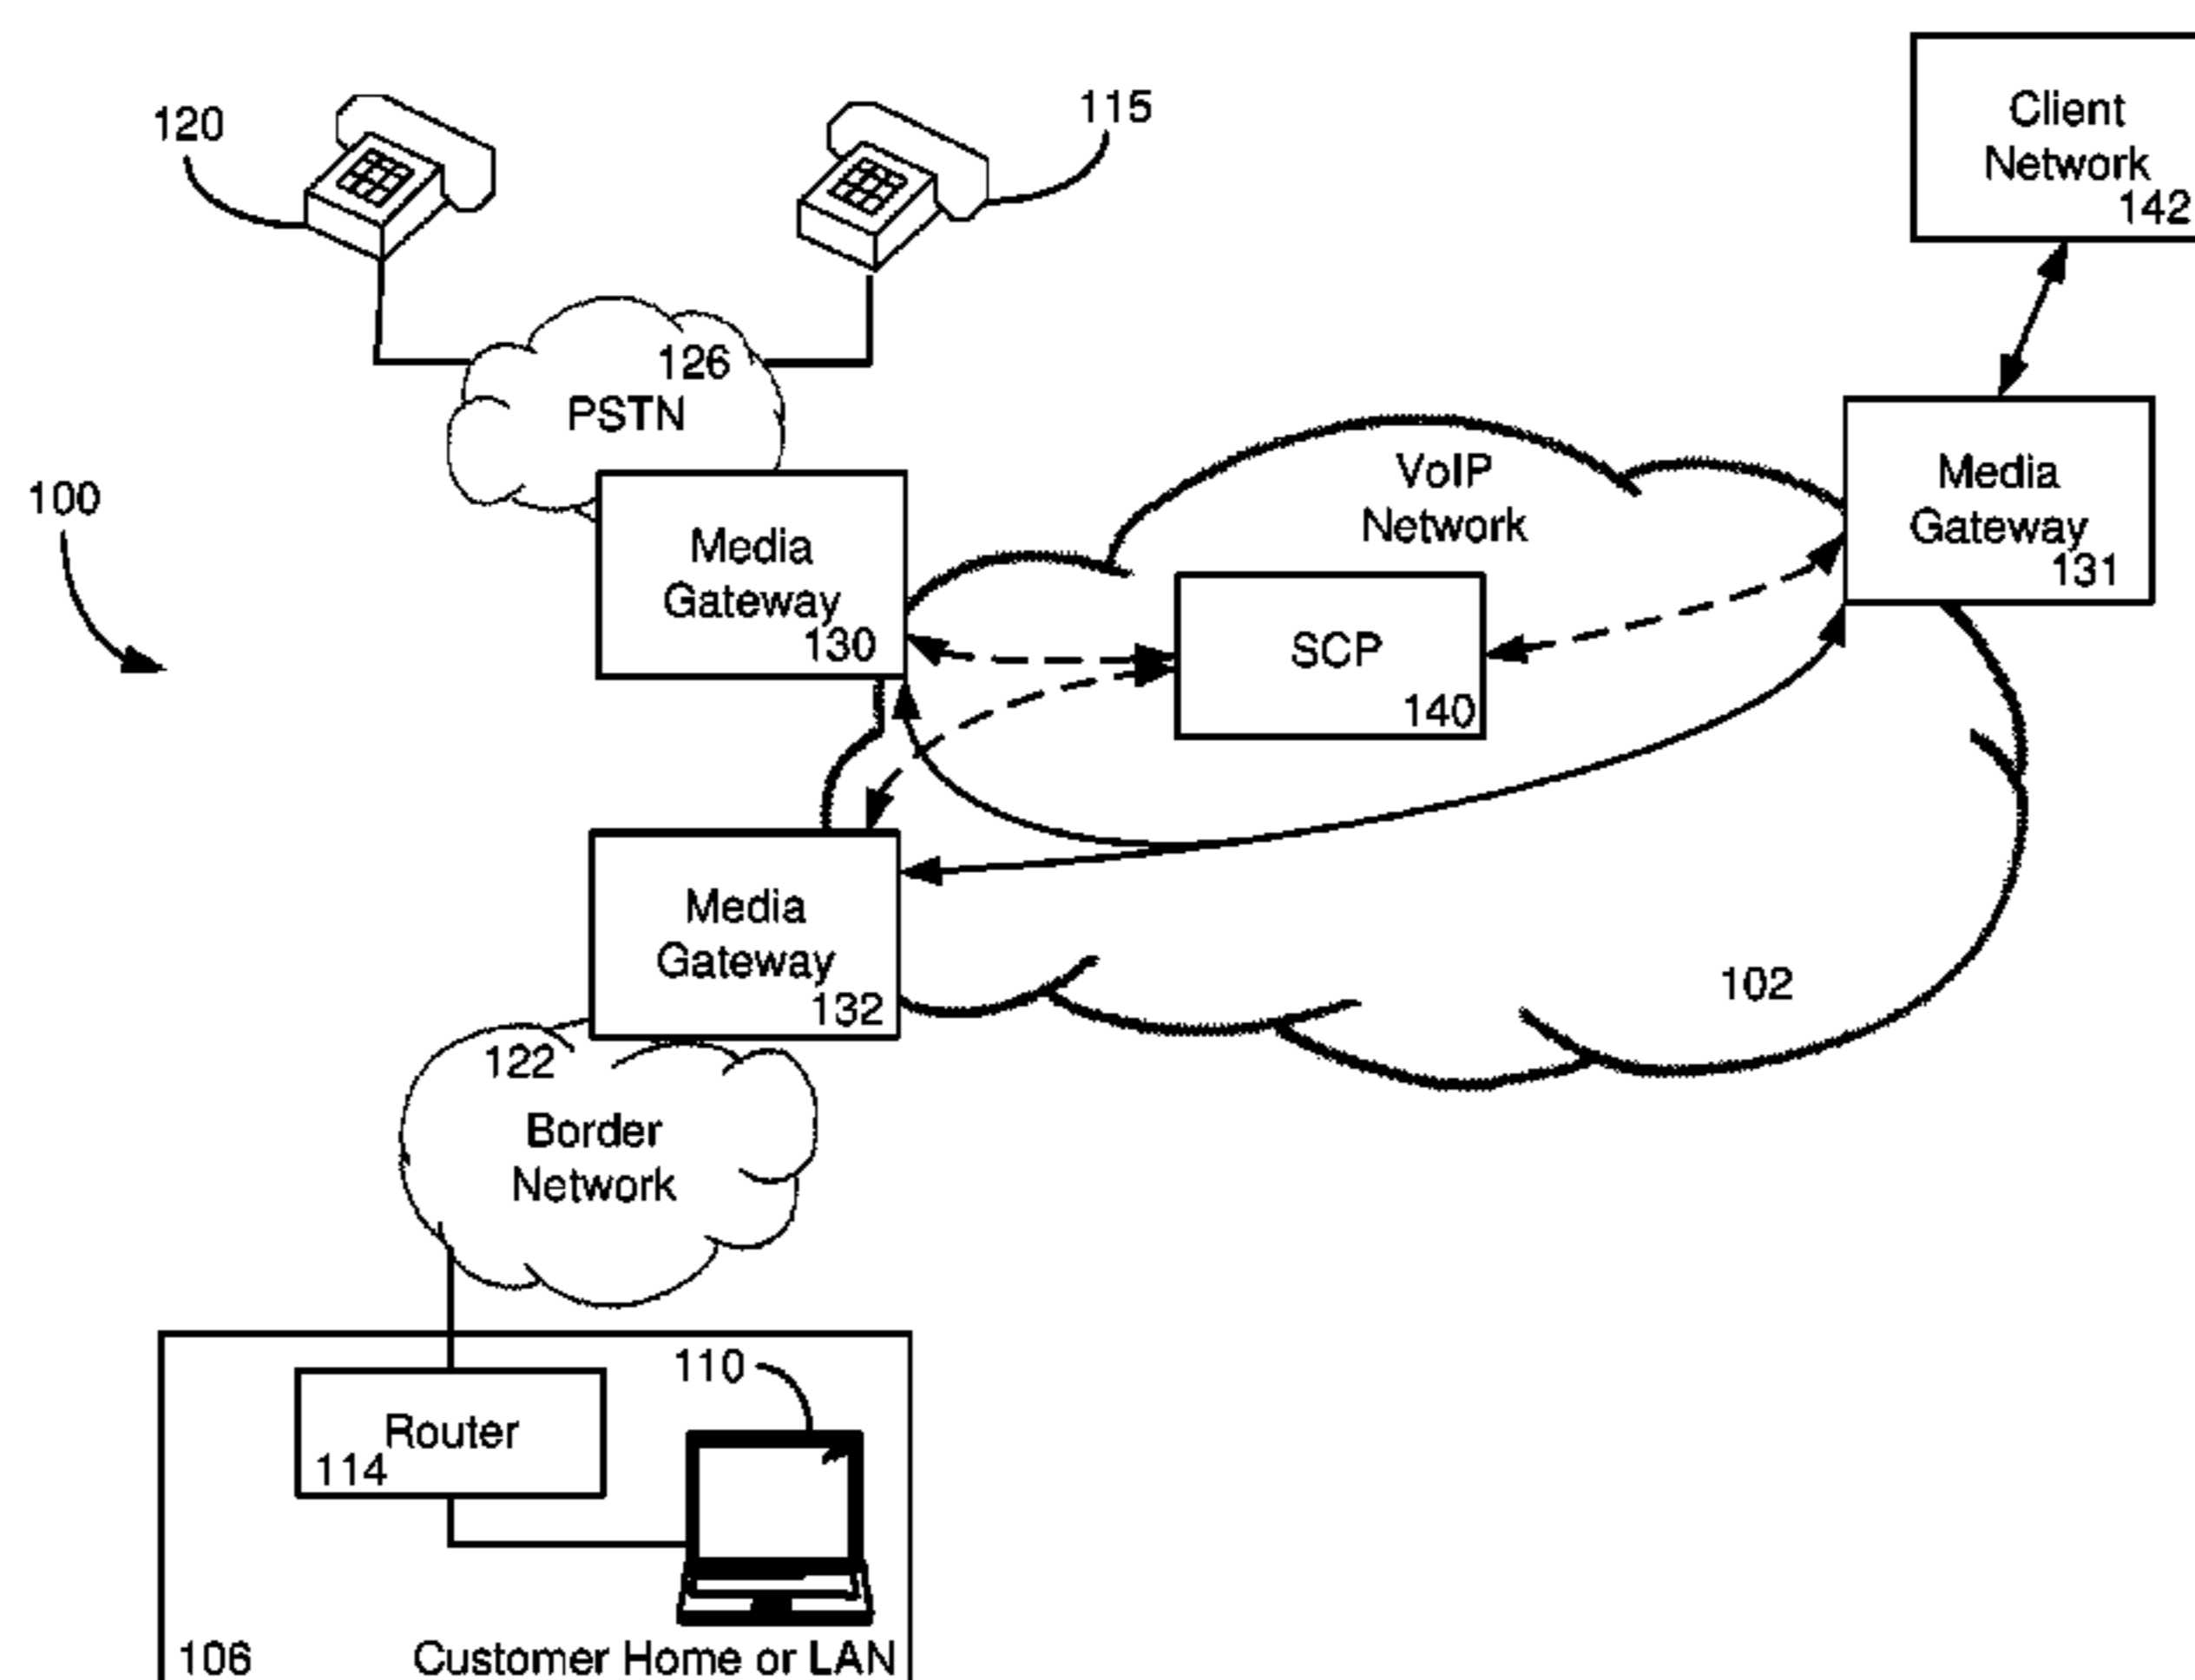 120
115
Client
Network
142
126
PSTN
100
Media
Gateway
130
VoIP
Network
Media
Gateway
131
SCP
140
Media
Gateway
132
102
122
Border
Network
110
Router
114
106
Customer Home or LAN